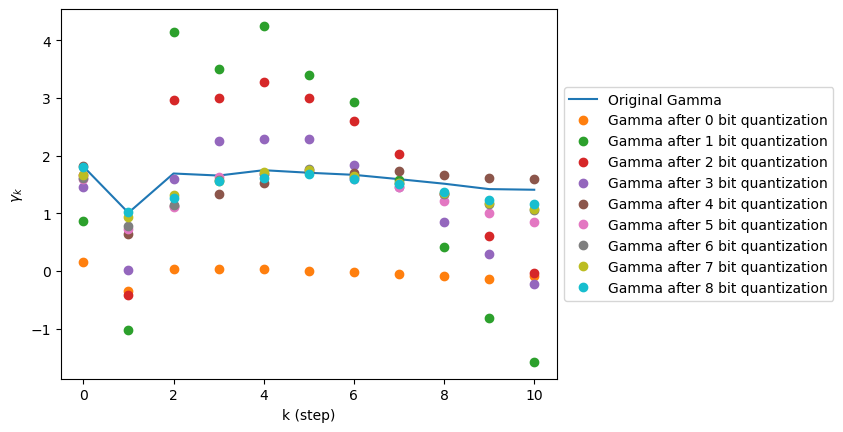 4
3
2
1
0
−1
γk
0
2
4
6
8
10
k (step)
Original Gamma
Gamma after 0 bit quantization
Gamma after 1 bit quantization
Gamma after 2 bit quantization
Gamma after 3 bit quantization
Gamma after 4 bit quantization
Gamma after 5 bit quantization
Gamma after 6 bit quantization
Gamma after 7 bit quantization
Gamma after 8 bit quantization